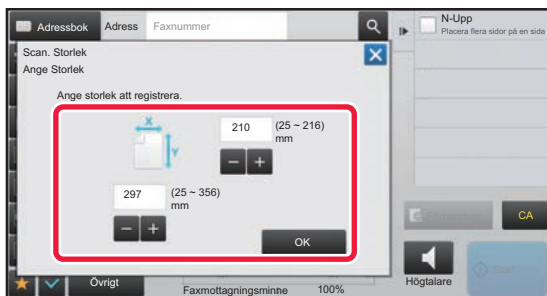 Adressbok Adress Faxnummer
N-Upp
Placera flera sidor på en sida
Scan. Storlek
Ange Storlek
Ange storlek att registrera.
X
210 (25 ~ 216)
mm
Y
297 (25 ~ 356)
mm
CA
OK
Högtalare
Start
Övrigt
Faxmottagningsminne 100%